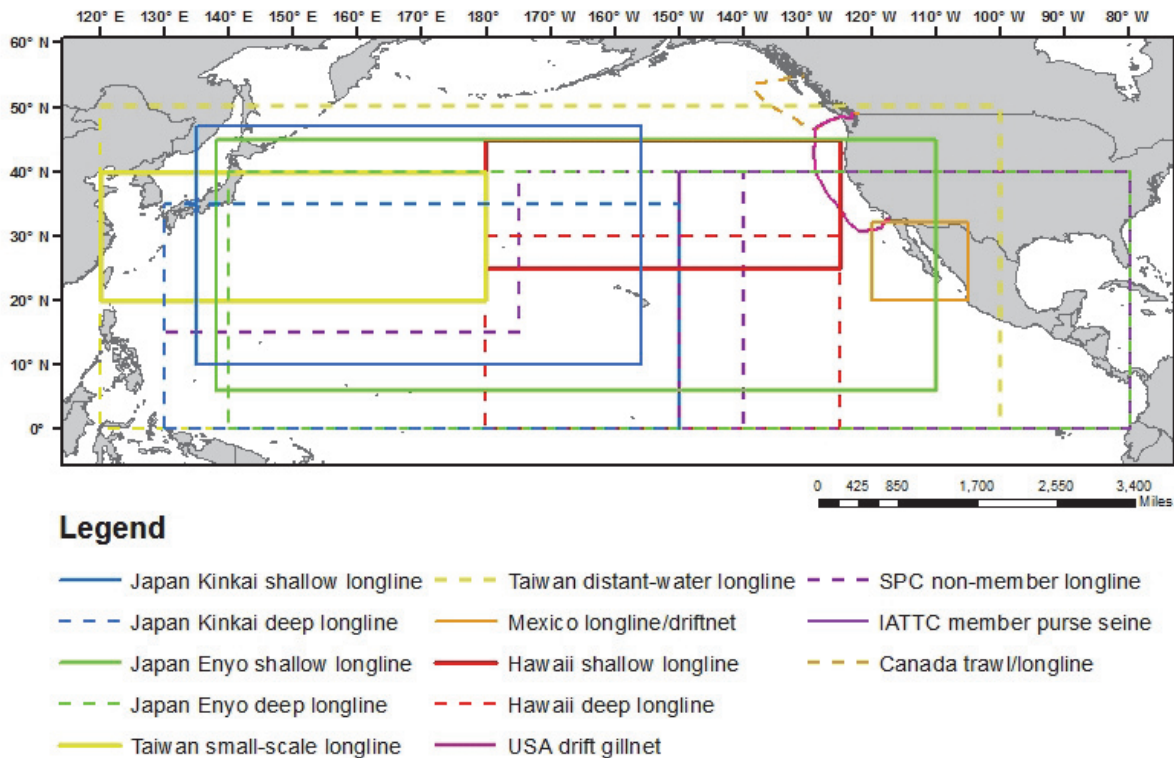 120° E 130° E 140° E 150° E 160° E 170° E 180° 170° W 160° W 150° W 140° W 130° W 120° W 110° W 100° W 90° W 80° W
60° N
50° N
40° N
30° N
20° N
10° N
0°
0 425 850 1,700 2,550 3,400
Miles
Legend
Japan Kinkai shallow longline
Japan Kinkai deep longline
Japan Enyo shallow longline
Japan Enyo deep longline
Taiwan small-scale longline
Taiwan distant-water longline
Mexico longline/driftnet
Hawaii shallow longline
Hawaii deep longline
USA drift gillnet
SPC non-member longline
IATTC member purse seine
Canada trawl/longline